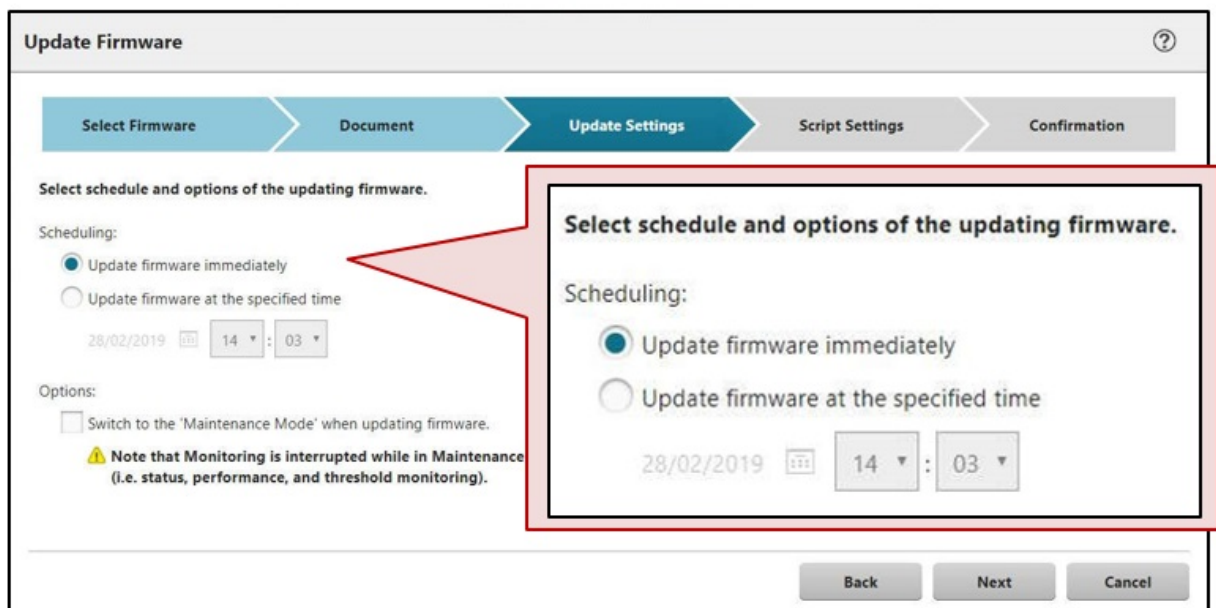 Update Firmware
?
Select Firmware
Document
Update Settings
Script Settings
Confirmation
Select schedule and options of the updating firmware.
Scheduling:
Update firmware immediately
Update firmware at the specified time
28/02/2019 14 : 03
Options:
Switch to the 'Maintenance Mode' when updating firmware.
Note that Monitoring is interrupted while in Maintenance
(i.e. status, performance, and threshold monitoring).
Select schedule and options of the updating firmware.
Scheduling:
Update firmware immediately
Update firmware at the specified time
28/02/2019 14 : 03
Back
Next
Cancel